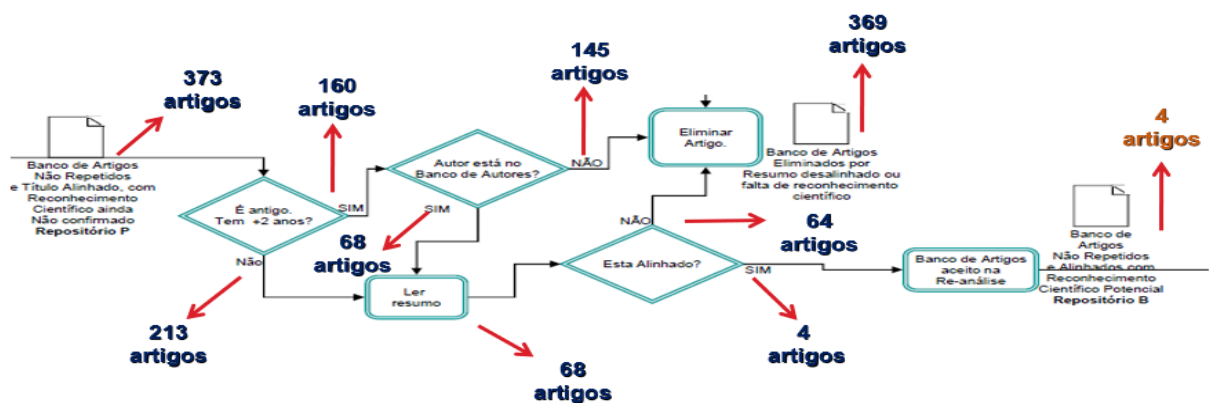 373
artigos
160
artigos
145
artigos
369
artigos
4
artigos
Banco de Artigos
Não Repetidos
e Título Alinhado, com
Reconhecimento
Científico ainda
Não confirmado
Repositório P
É antigo.
Tem +2 anos?
SIM
Não
213
artigos
Autor está no
Banco de Autores?
NÃO
SIM
68
artigos
Ler
resumo
68
artigos
Eliminar
Artigo.
Banco de Artigos
Eliminados por
Resumo desalinhado ou
falta de reconhecimento
científico
NÃO
64
artigos
Esta Alinhado?
SIM
4
artigos
Banco de Artigos
aceito na
Re-análise
Banco de
Artigos
Não Repetidos
e Alinhados com
Reconhecimento
Científico Potencial
Repositório B